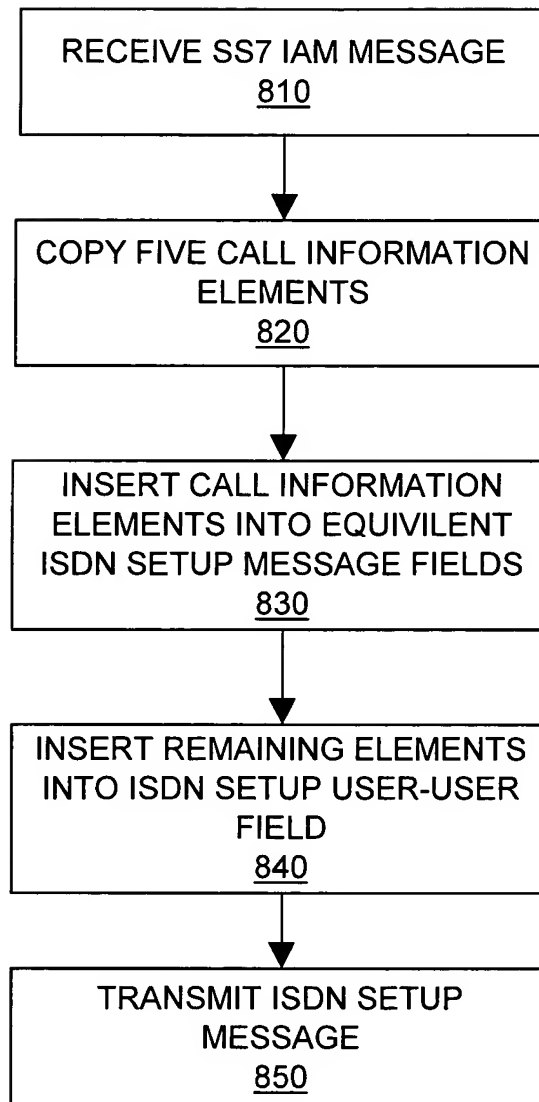 RECEIVE SS7 IAM MESSAGE
810
COPY FIVE CALL INFORMATION
ELEMENTS
820
INSERT CALL INFORMATION
ELEMENTS INTO EQUIVILENT
ISDN SETUP MESSAGE FIELDS
830
INSERT REMAINING ELEMENTS
INTO ISDN SETUP USER-USER
FIELD
840
TRANSMIT ISDN SETUP
MESSAGE
850